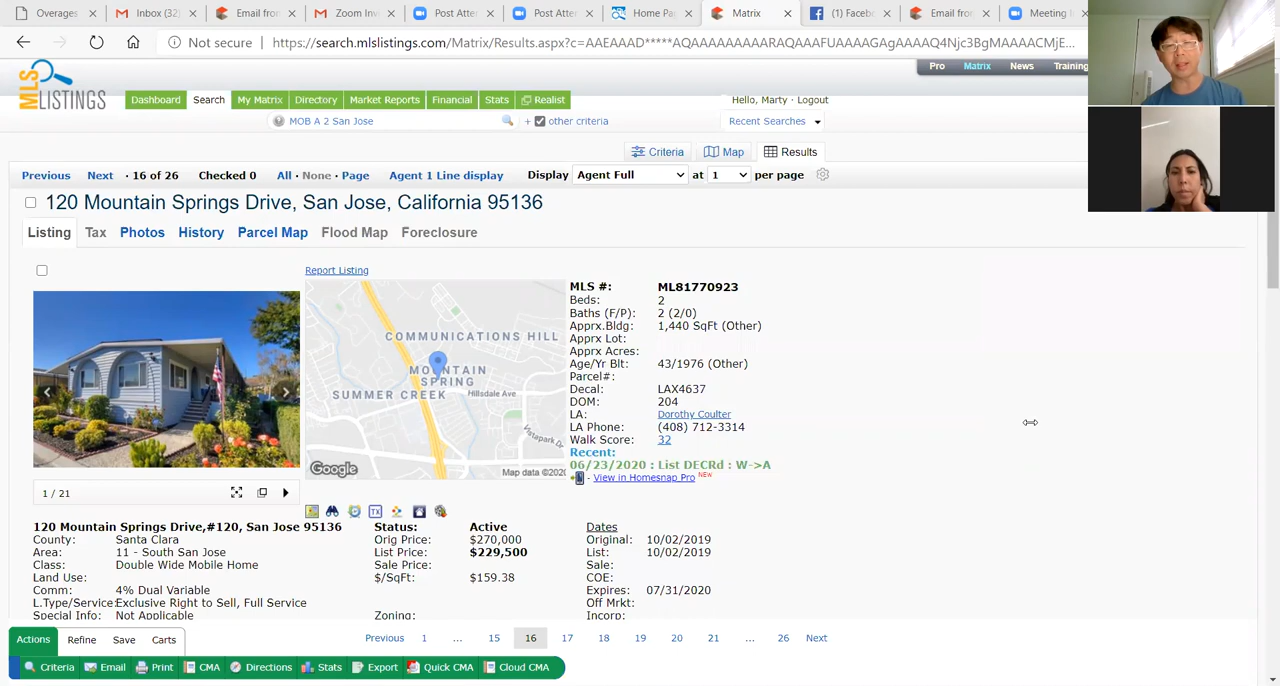 Overages
Inbox (32)
Email from
Zoom Inv
Post Atter
Post Atter
Home Pa
Matrix
(1) Faceb
Email from
Meeting I
Not secure | https://search.mlslistings.com/Matrix/Results.aspx?c=AAEAAAD*****AQAAAAAAAAARAQAAAFUAAAAGAgAAAAQ4Njc3BgMAAAACMjE...
MLS LISTINGS
Pro Matrix News Training
Dashboard Search My Matrix Directory Market Reports Financial Stats Realist
Hello, Marty · Logout
MOB A 2 San Jose
+ other criteria
Recent Searches
Criteria Map Results
Previous Next · 16 of 26 Checked 0 All · None · Page Agent 1 Line display Display Agent Full at 1 per page
120 Mountain Springs Drive, San Jose, California 95136
Listing Tax Photos History Parcel Map Flood Map Foreclosure
Report Listing
COMMUNICATIONS HILL
MOUNTAIN SPRING
SUMMER CREEK
Hillsdale Ave
Vistapark Dr
Google
Map data ©2020
1 / 21
MLS #: ML81770923
Beds: 2
Baths (F/P): 2 (2/0)
Apprx.Bldg: 1,440 SqFt (Other)
Apprx Lot:
Apprx Acres:
Age/Yr Blt: 43/1976 (Other)
Parcel#:
Decal: LAX4637
DOM: 204
LA: Dorothy Coulter
LA Phone: (408) 712-3314
Walk Score: 32
Recent:
06/23/2020 : List DECRd : W->A
- View in Homesnap Pro NEW
TX
120 Mountain Springs Drive,#120, San Jose 95136
County: Santa Clara
Area: 11 - South San Jose
Class: Double Wide Mobile Home
Land Use:
Comm: 4% Dual Variable
L.Type/Service: Exclusive Right to Sell, Full Service
Special Info: Not Applicable
Status: Active
Orig Price: $270,000
List Price: $229,500
Sale Price:
$/SqFt: $159.38
Zoning:
Dates
Original: 10/02/2019
List: 10/02/2019
Sale:
COE:
Expires: 07/31/2020
Off Mrkt:
Incorp:
Actions Refine Save Carts
Previous 1 ... 15 16 17 18 19 20 21 ... 26 Next
Criteria Email Print CMA Directions Stats Export Quick CMA Cloud CMA